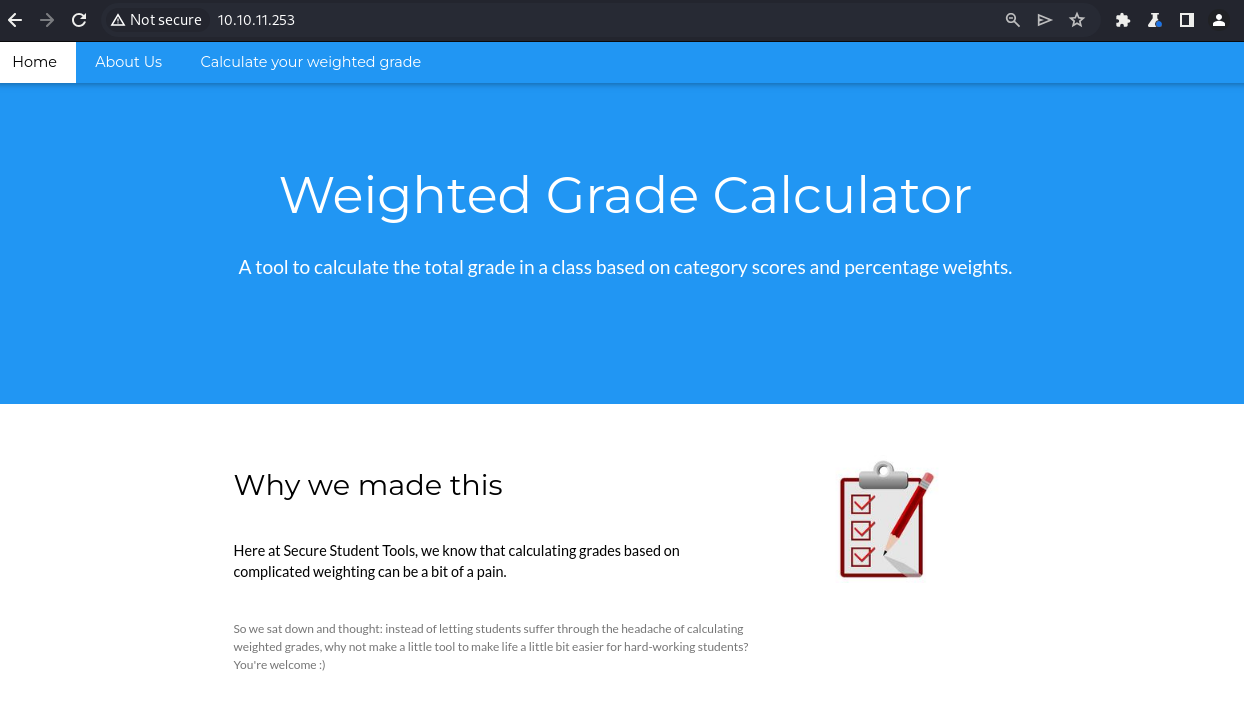 Not secure 10.10.11.253
Home About Us Calculate your weighted grade
Weighted Grade Calculator
A tool to calculate the total grade in a class based on category scores and percentage weights.
Why we made this
Here at Secure Student Tools, we know that calculating grades based on
complicated weighting can be a bit of a pain.
So we sat down and thought: instead of letting students suffer through the headache of calculating
weighted grades, why not make a little tool to make life a little bit easier for hard-working students?
You're welcome :)